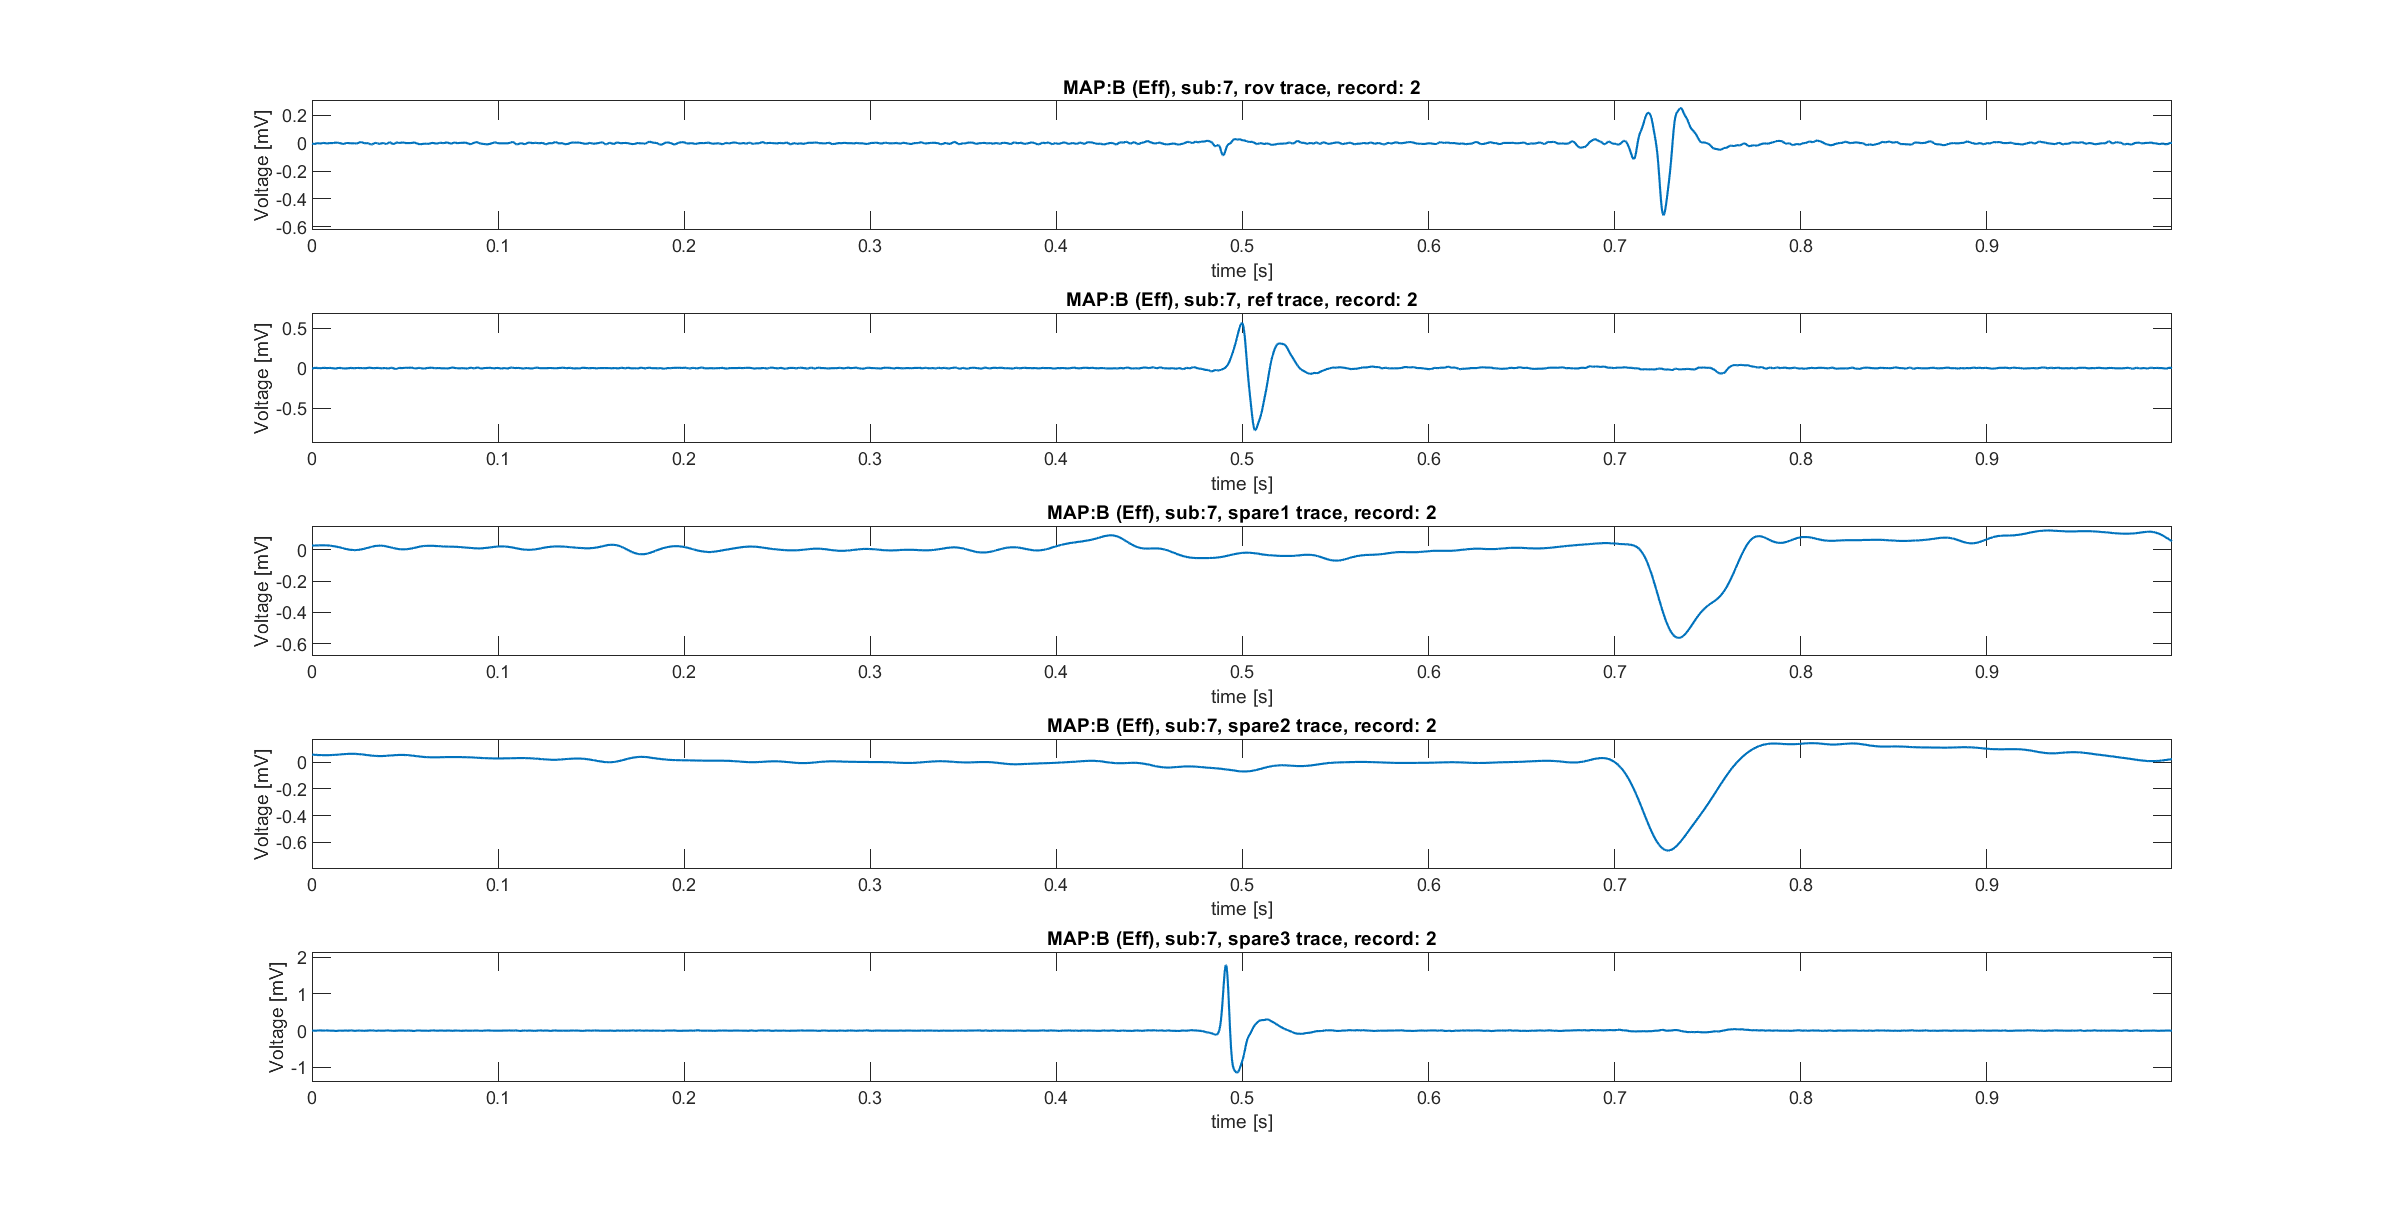 MAP:B (Eff), sub:7, rov trace, record: 2
Voltage [mV]
0.2
0
-0.2
-0.4
-0.6
0 0.1 0.2 0.3 0.4 0.5 0.6 0.7 0.8 0.9
time [s]
MAP:B (Eff), sub:7, ref trace, record: 2
Voltage [mV]
0.5
0
-0.5
0 0.1 0.2 0.3 0.4 0.5 0.6 0.7 0.8 0.9
time [s]
MAP:B (Eff), sub:7, spare1 trace, record: 2
Voltage [mV]
0
-0.2
-0.4
-0.6
0 0.1 0.2 0.3 0.4 0.5 0.6 0.7 0.8 0.9
time [s]
MAP:B (Eff), sub:7, spare2 trace, record: 2
Voltage [mV]
0
-0.2
-0.4
-0.6
0 0.1 0.2 0.3 0.4 0.5 0.6 0.7 0.8 0.9
time [s]
MAP:B (Eff), sub:7, spare3 trace, record: 2
Voltage [mV]
2
1
0
-1
0 0.1 0.2 0.3 0.4 0.5 0.6 0.7 0.8 0.9
time [s]